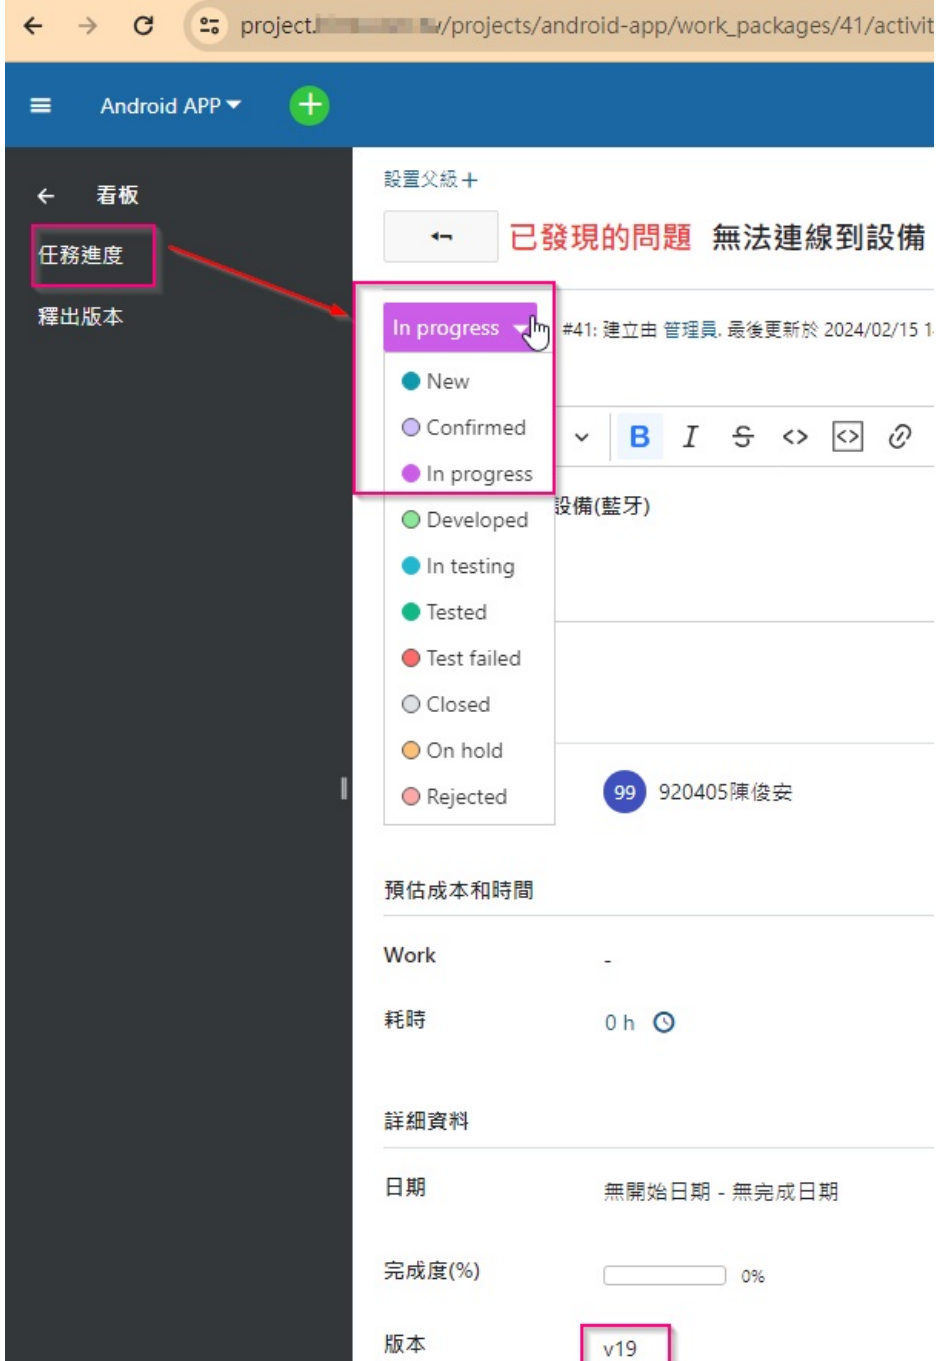 project. /projects/android-app/work_packages/41/activit
Android APP
看板
任務進度
釋出版本
設置父級
已發現的問題 無法連線到設備
In progress
#41: 建立由 管理員. 最後更新於 2024/02/15 1
New
Confirmed
B I S <> <>
In progress
設備(藍牙)
Developed
In testing
Tested
Test failed
Closed
On hold
Rejected
99 920405陳俊安
預估成本和時間
Work -
耗時 0 h
詳細資料
日期 無開始日期 - 無完成日期
完成度(%) 0%
版本 v19